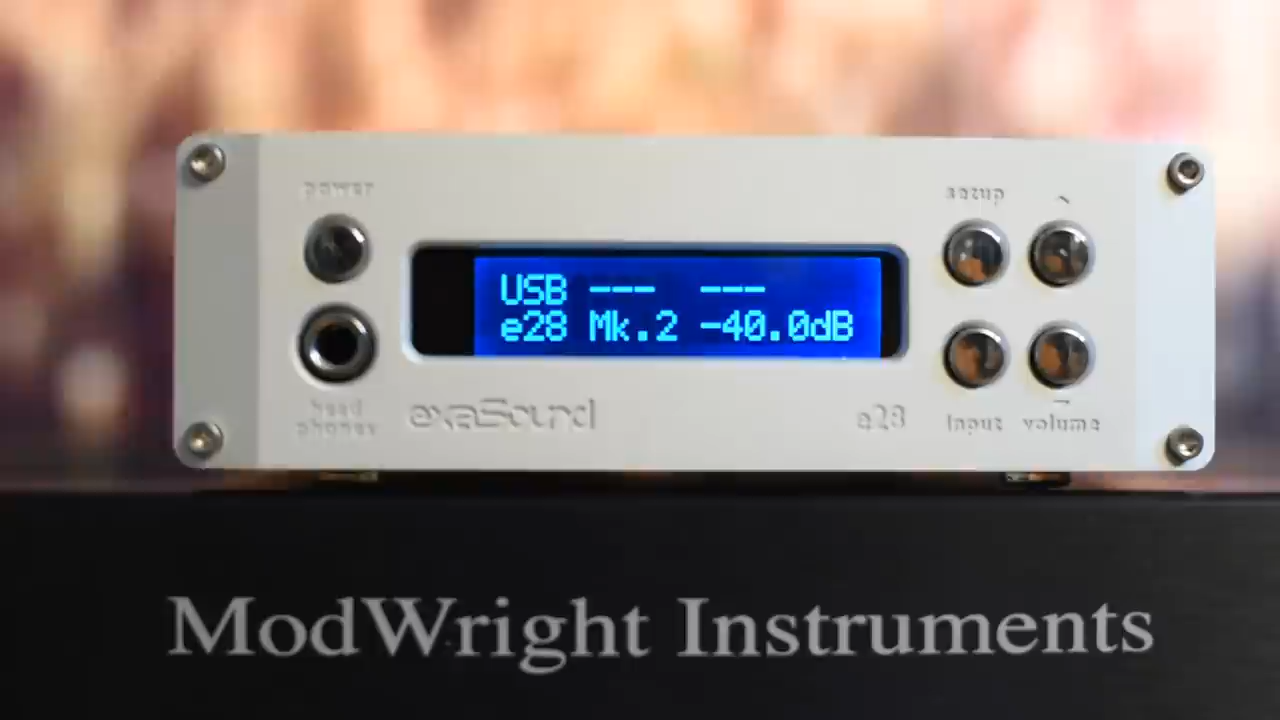 power
setup
USB --- ---
e28 Mk.2 -40.0dB
head
phones
exaSound
e28
input
volume
ModWright Instruments